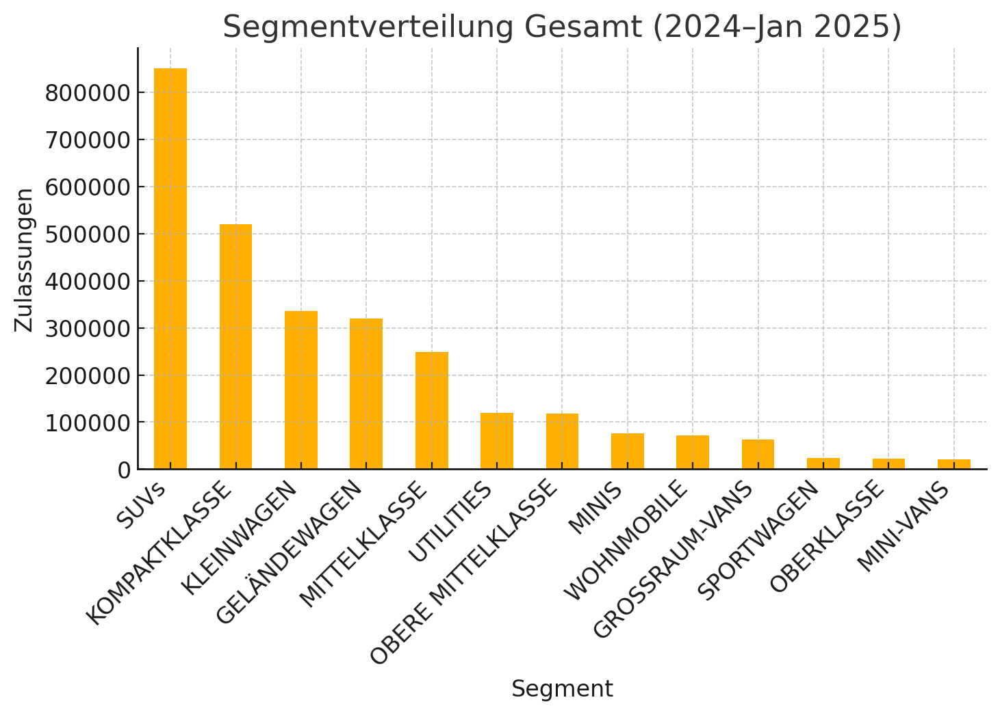 Segmentverteilung Gesamt (2024–Jan 2025)
Zulassungen
800000
700000
600000
500000
400000
300000
200000
100000
0
SUVs
KOMPAKTKLASSE
KLEINWAGEN
GELÄNDEWAGEN
MITTELKLASSE
UTILITIES
OBERE MITTELKLASSE
MINIS
WOHNMOBILE
GROSSRAUM-VANS
SPORTWAGEN
OBERKLASSE
MINI-VANS
Segment